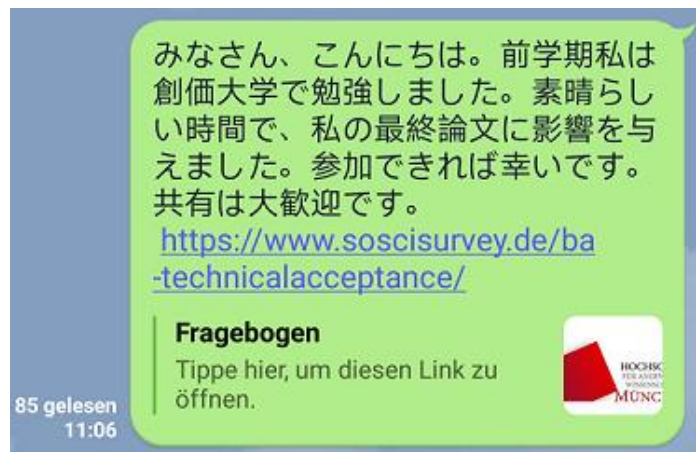 みなさん、こんにちは。前学期私は
創価大学で勉強しました。素晴らし
い時間で、私の最終論文に影響を与
えました。参加できれば幸いです。
共有は大歓迎です。
https://www.soscisurvey.de/ba
-technicalacceptance/
Fragebogen
Tippe hier, um diesen Link zu
öffnen.
HOCHSC
MÜNC
85 gelesen
11:06